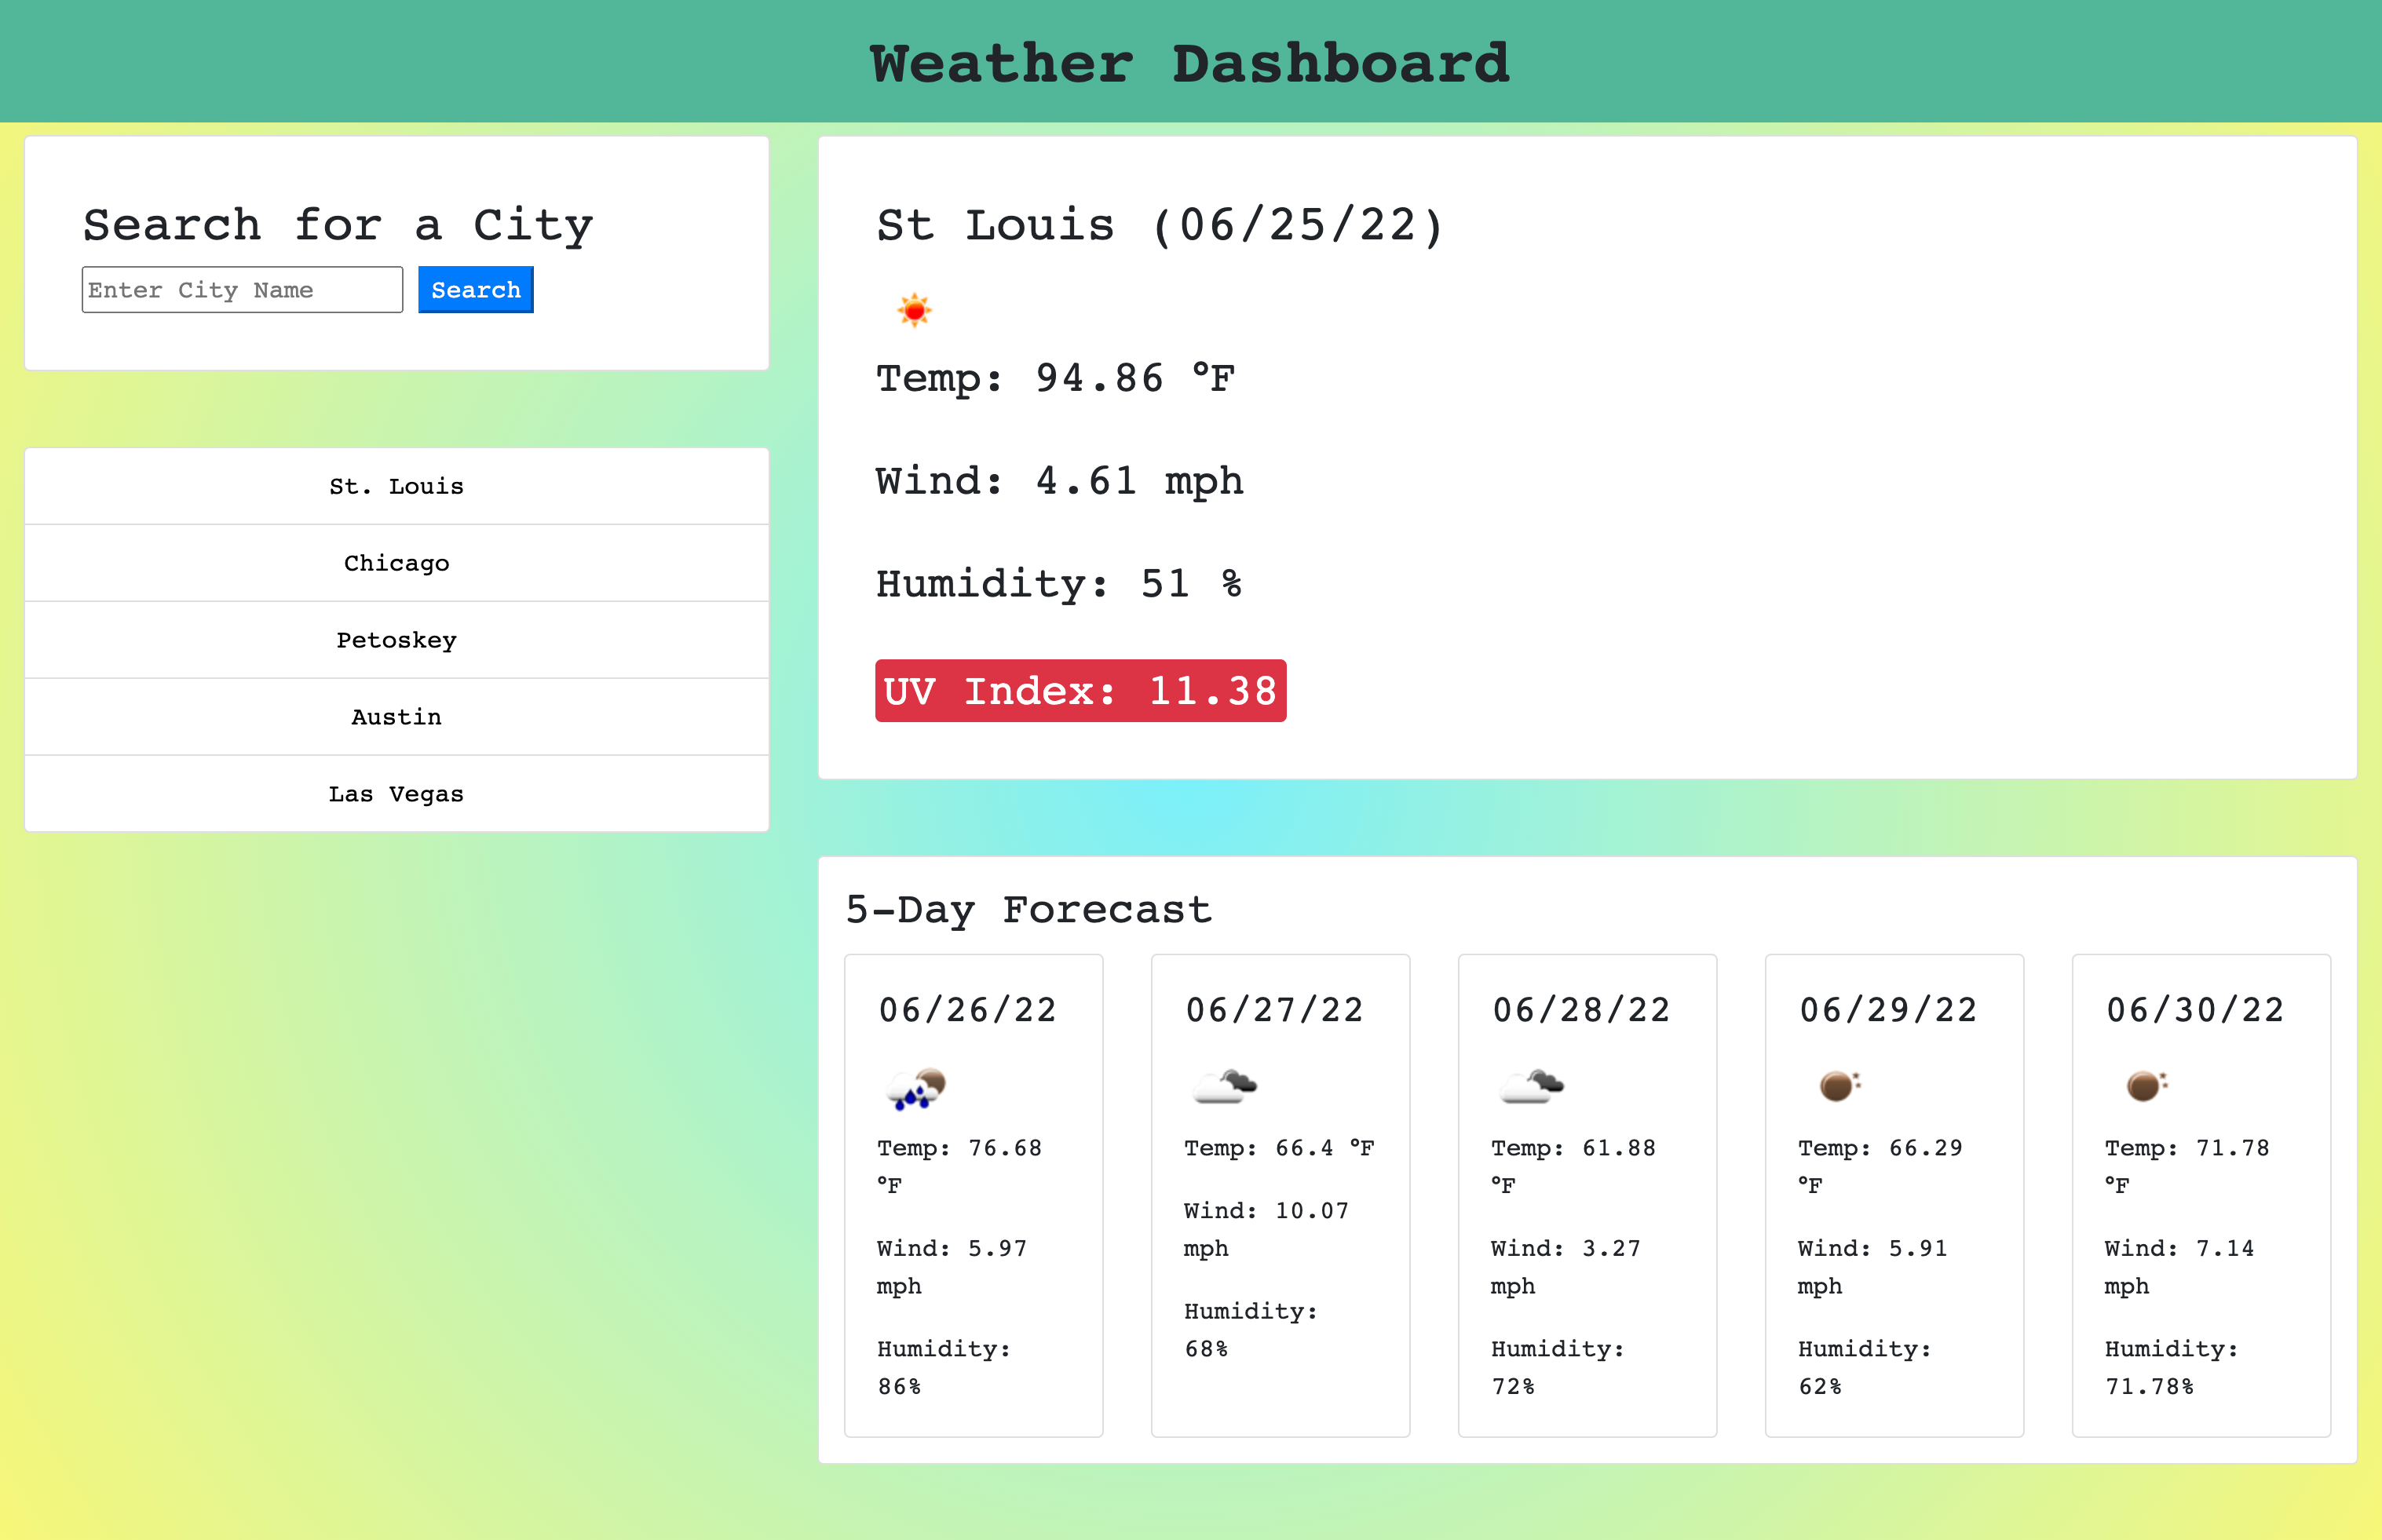 Weather Dashboard
Search for a City
Enter City Name
Search
St. Louis
Chicago
Petoskey
Austin
Las Vegas
St Louis (06/25/22)
Temp: 94.86 °F
Wind: 4.61 mph
Humidity: 51 %
UV Index: 11.38
5-Day Forecast
06/26/22
Temp: 76.68
°F
Wind: 5.97
mph
Humidity:
86%
06/27/22
Temp: 66.4 °F
Wind: 10.07
mph
Humidity:
68%
06/28/22
Temp: 61.88
°F
Wind: 3.27
mph
Humidity:
72%
06/29/22
Temp: 66.29
°F
Wind: 5.91
mph
Humidity:
62%
06/30/22
Temp: 71.78
°F
Wind: 7.14
mph
Humidity:
71.78%